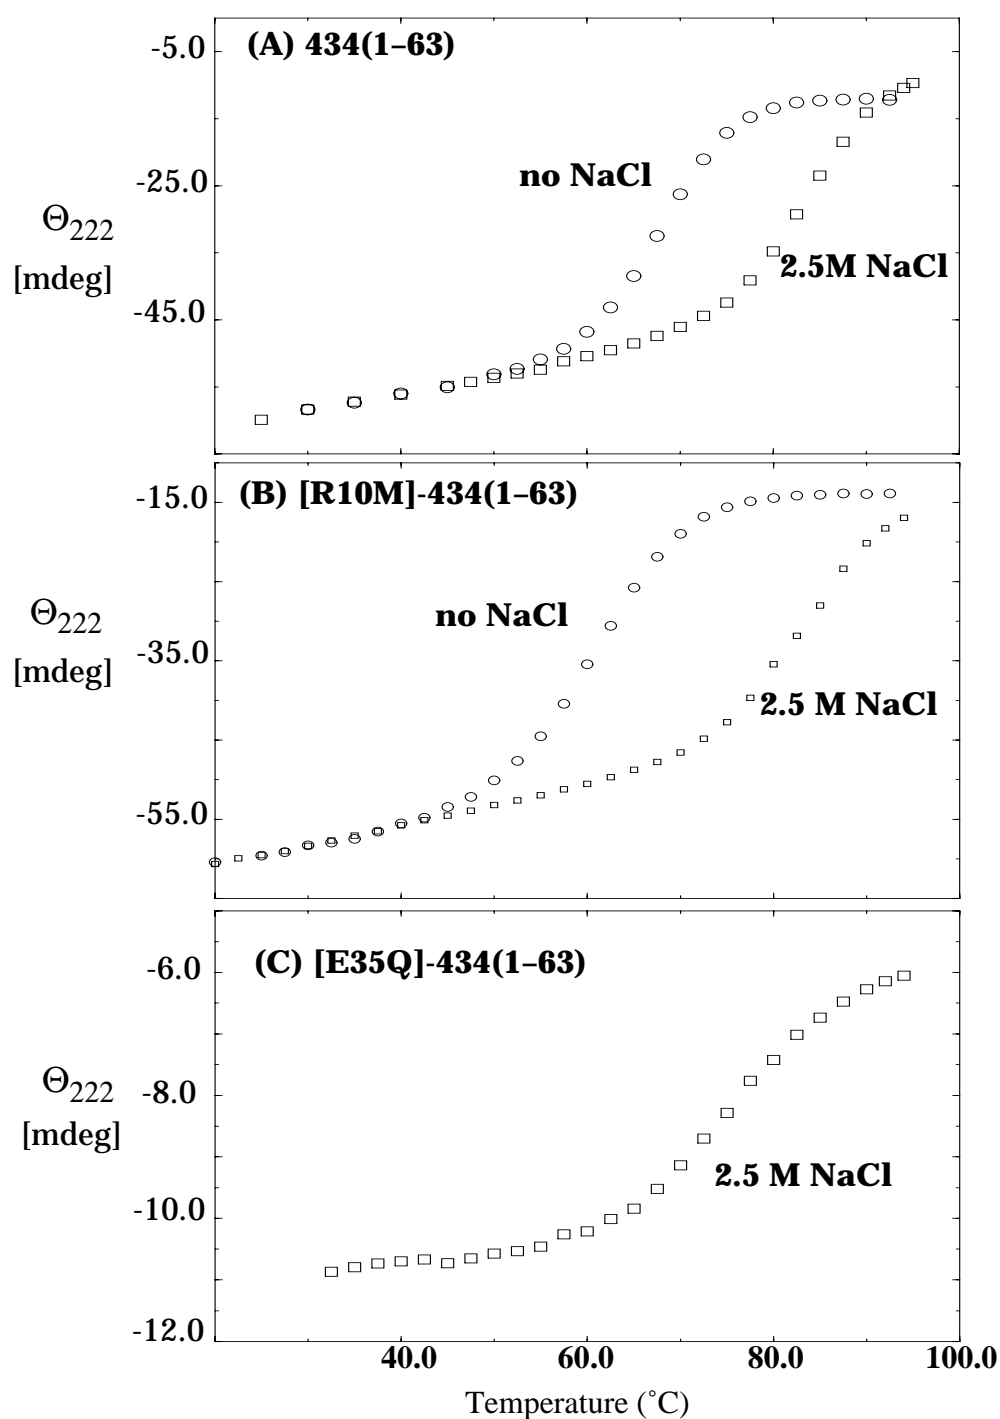 (A) 434(1–63)
-5.0
-25.0
-45.0
Θ222
[mdeg]
no NaCl
2.5M NaCl
(B) [R10M]-434(1–63)
-15.0
-35.0
-55.0
Θ222
[mdeg]
no NaCl
2.5 M NaCl
(C) [E35Q]-434(1–63)
-6.0
-8.0
-10.0
-12.0
Θ222
[mdeg]
2.5 M NaCl
40.0 60.0 80.0 100.0
Temperature (˚C)